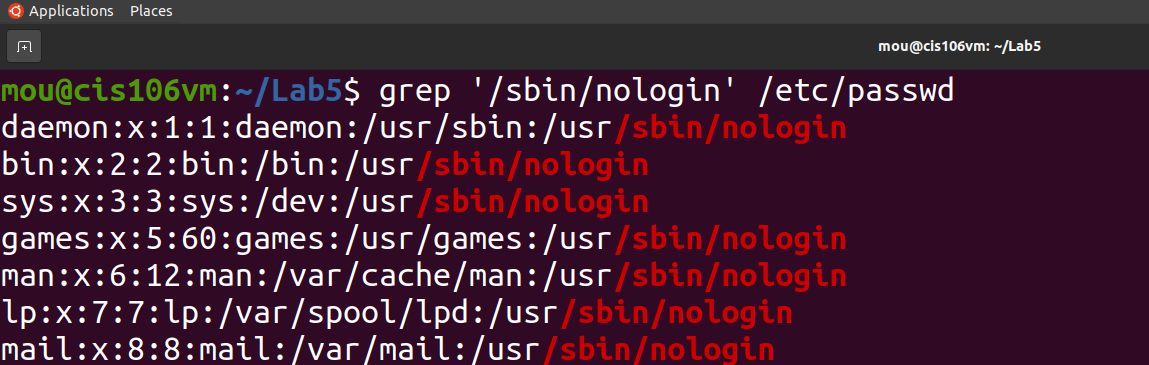 Applications Places
mou@cis106vm: ~/Lab5
mou@cis106vm:~/Lab5$ grep '/sbin/nologin' /etc/passwd
daemon:x:1:1:daemon:/usr/sbin:/usr/sbin/nologin
bin:x:2:2:bin:/bin:/usr/sbin/nologin
sys:x:3:3:sys:/dev:/usr/sbin/nologin
games:x:5:60:games:/usr/games:/usr/sbin/nologin
man:x:6:12:man:/var/cache/man:/usr/sbin/nologin
lp:x:7:7:lp:/var/spool/lpd:/usr/sbin/nologin
mail:x:8:8:mail:/var/mail:/usr/sbin/nologin